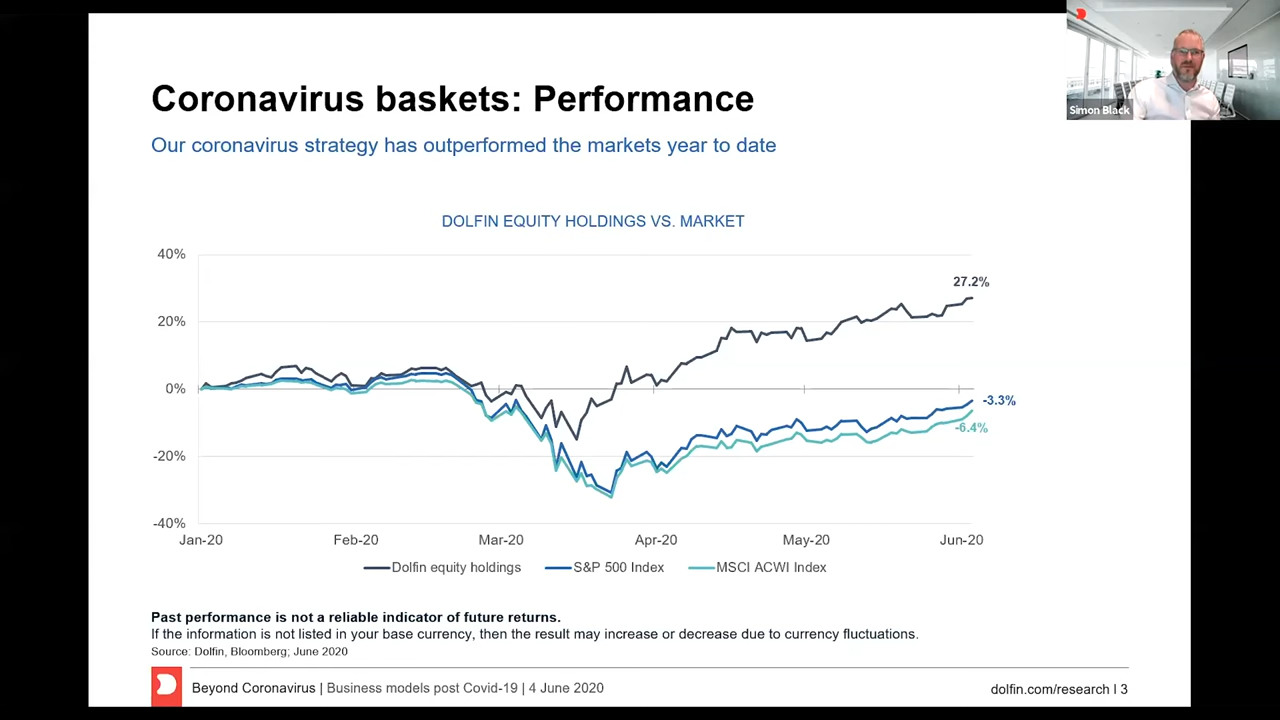 Simon Black
Coronavirus baskets: Performance
Our coronavirus strategy has outperformed the markets year to date
DOLFIN EQUITY HOLDINGS VS. MARKET
40%
27.2%
20%
0%
-3.3%
-6.4%
-20%
-40%
Jan-20 Feb-20 Mar-20 Apr-20 May-20 Jun-20
Dolfin equity holdings S&P 500 Index MSCI ACWI Index
Past performance is not a reliable indicator of future returns.
If the information is not listed in your base currency, then the result may increase or decrease due to currency fluctuations.
Source: Dolfin, Bloomberg; June 2020
Beyond Coronavirus | Business models post Covid-19 | 4 June 2020
dolfin.com/research I 3